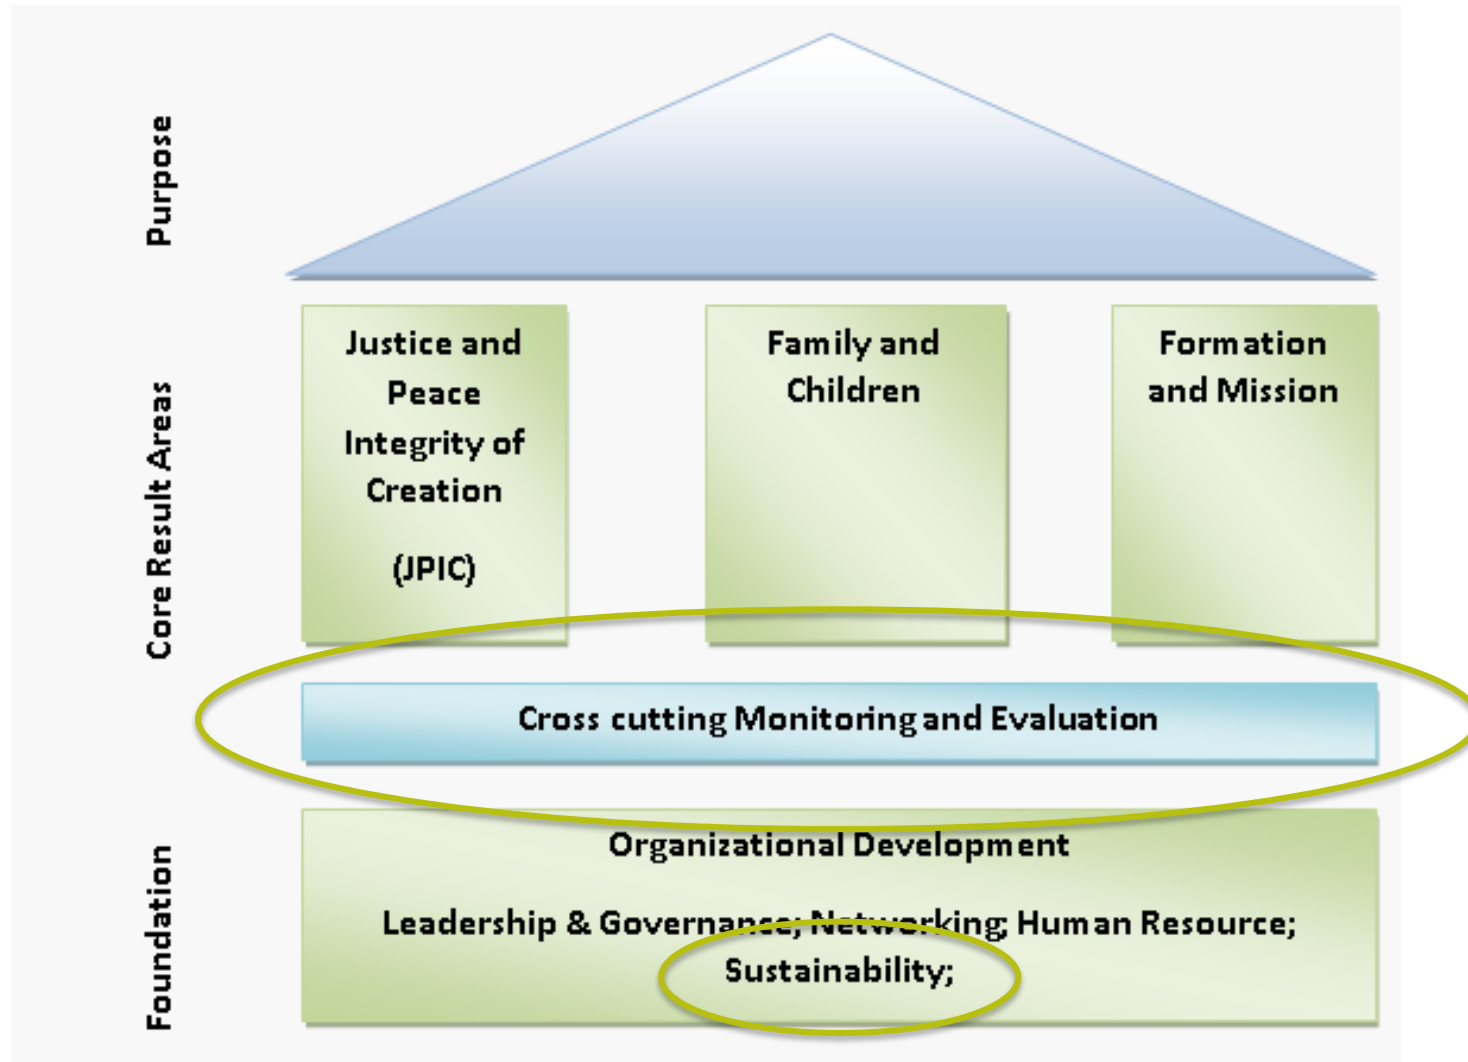 Purpose
Core Result Areas
Justice and
Peace
Integrity of
Creation
(JPIC)
Family and
Children
Formation
and Mission
Cross cutting Monitoring and Evaluation
Foundation
Organizational Development
Leadership & Governance; Networking; Human Resource;
Sustainability;